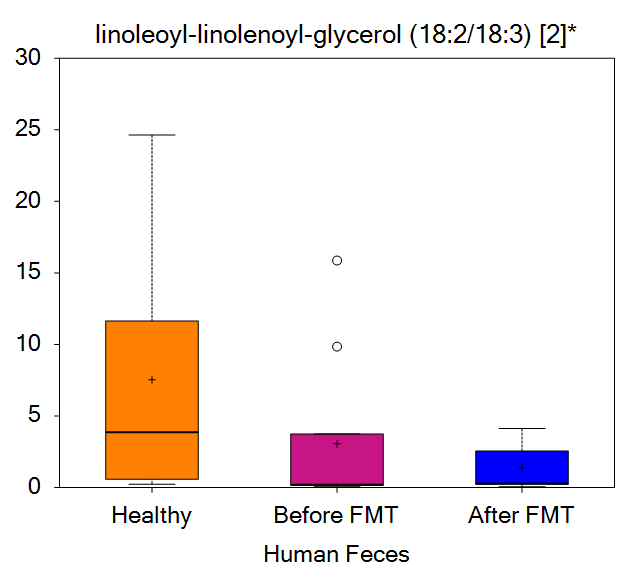 linoleoyl-linolenoyl-glycerol (18:2/18:3) [2]*
30
25
20
15
10
5
0
Healthy Before FMT After FMT
Human Feces